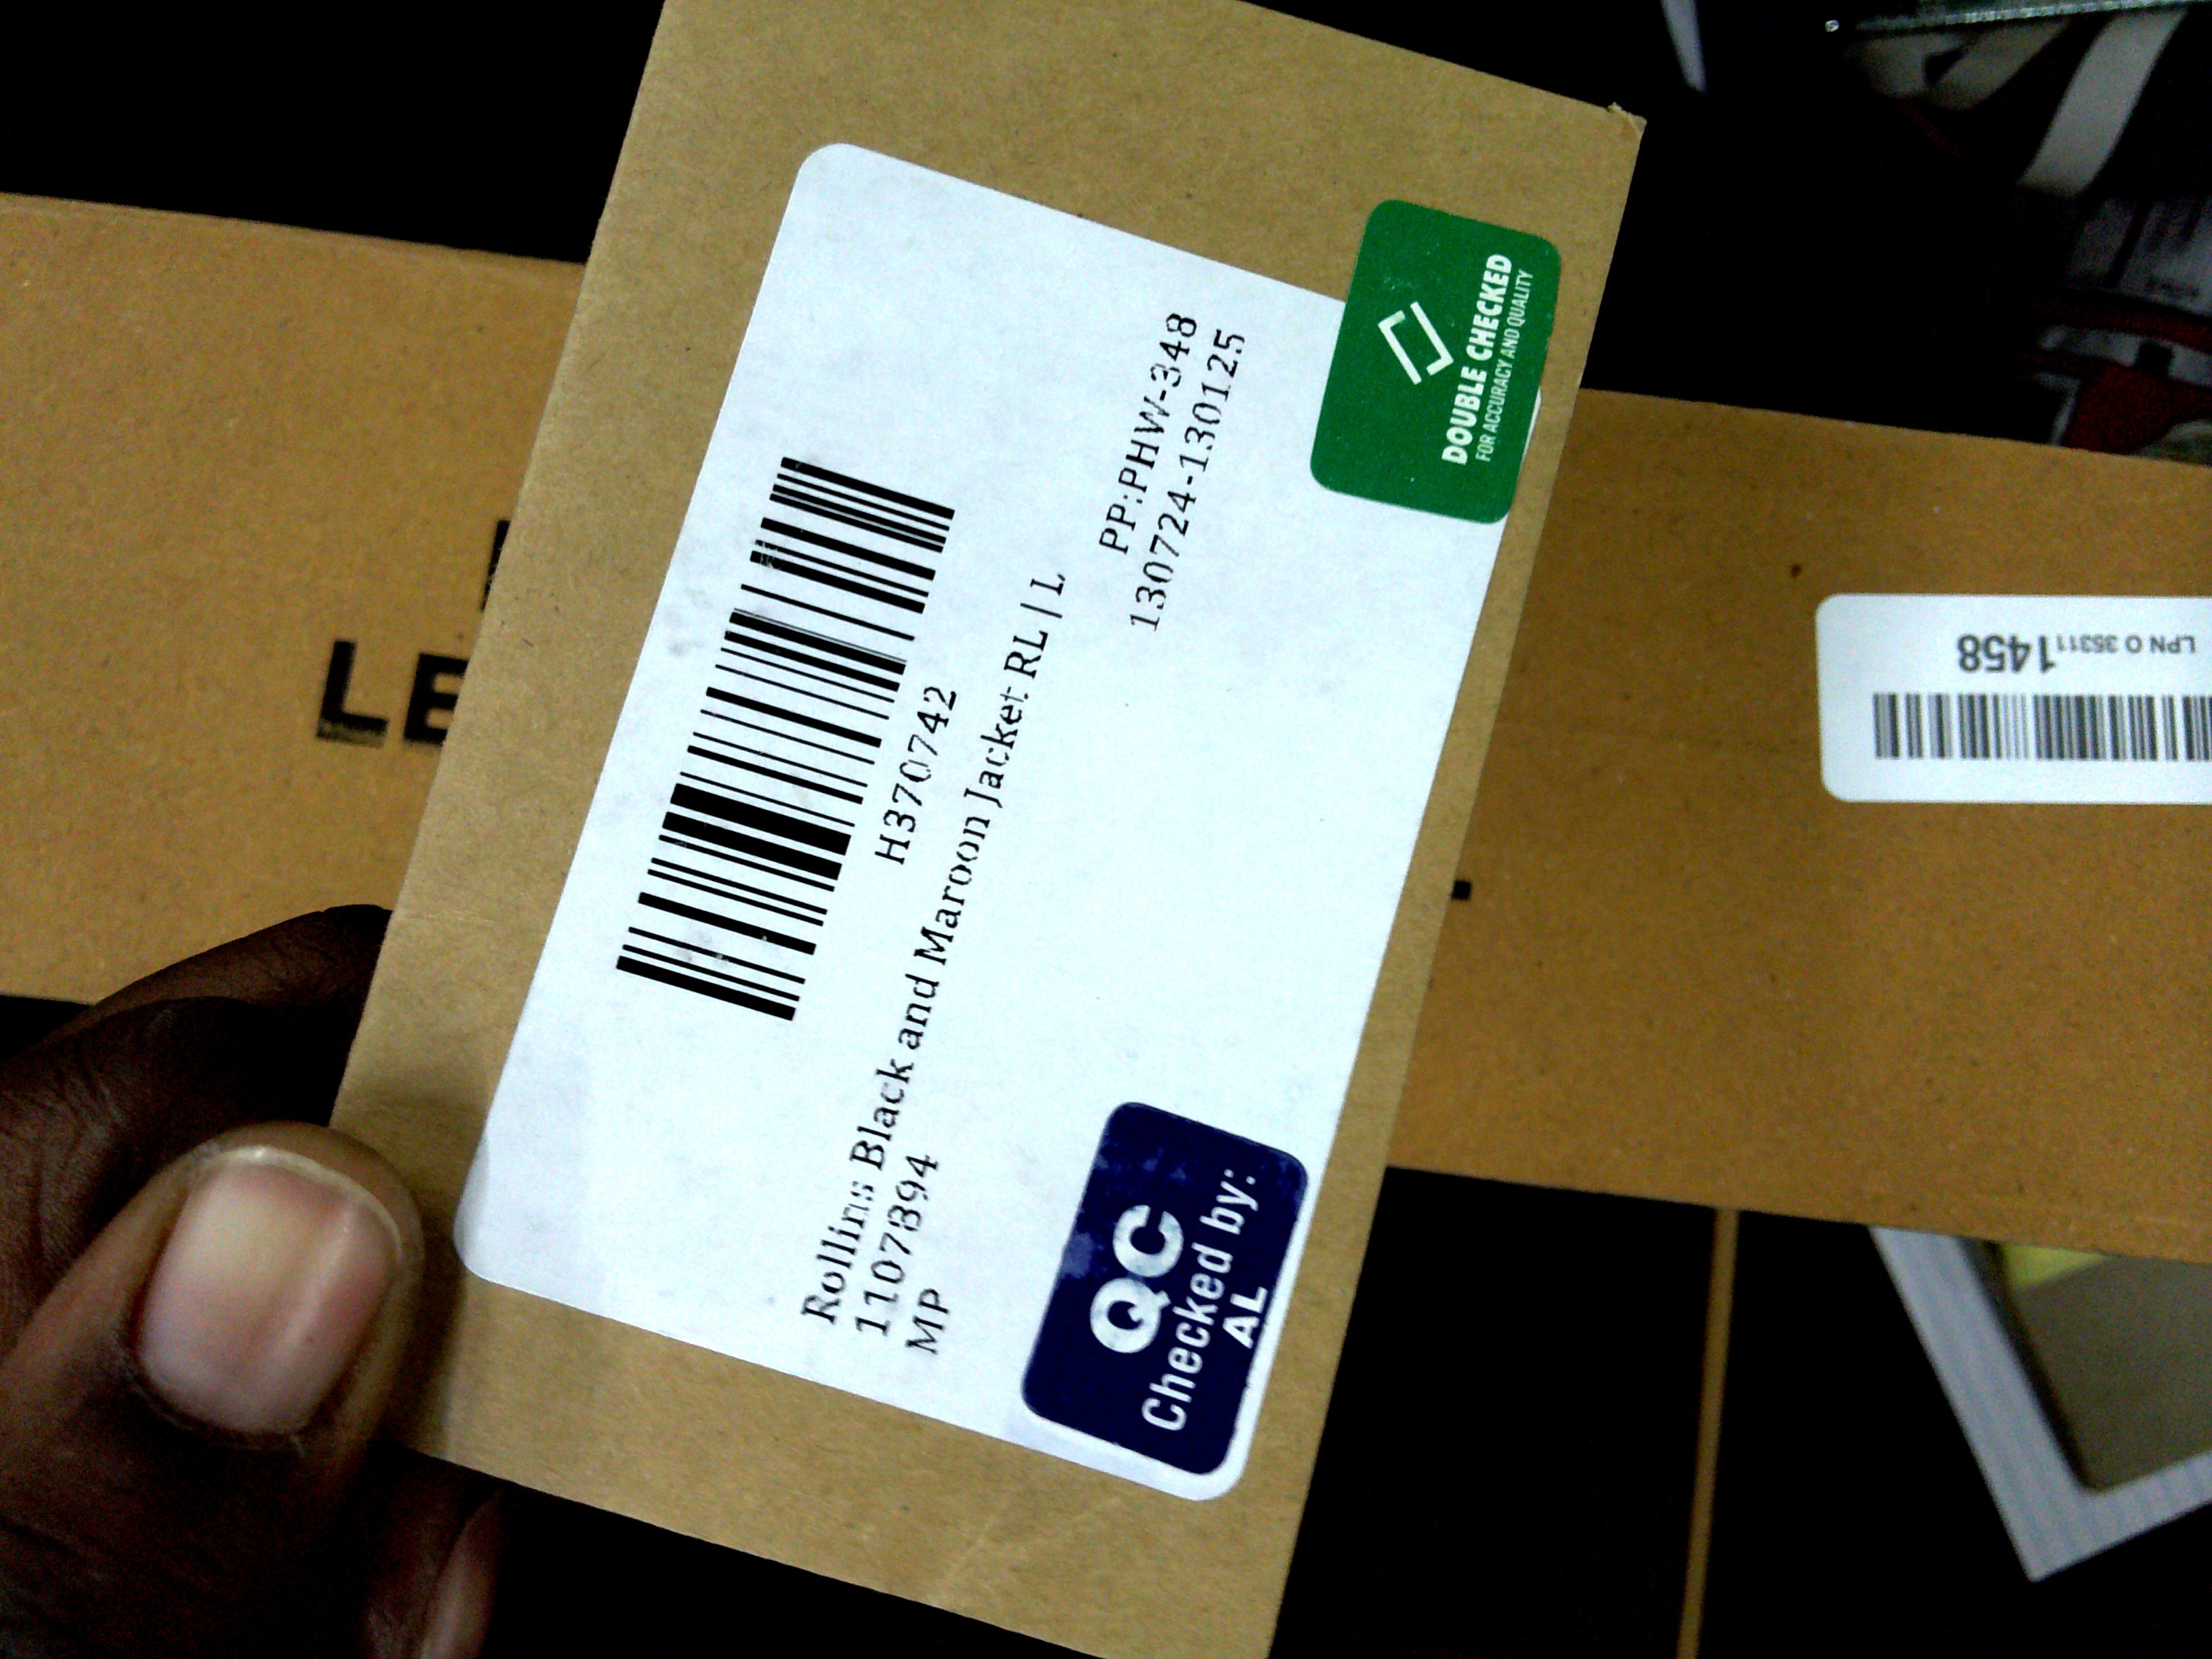 H370742
Rollins Black and Maroon Jacket RL | L
1107894
MP
PP:PHW-348
130724-130125
QC
Checked by:
AL
DOUBLE CHECKED
FOR ACCURACY AND QUALITY
LE
LPN O 353111458